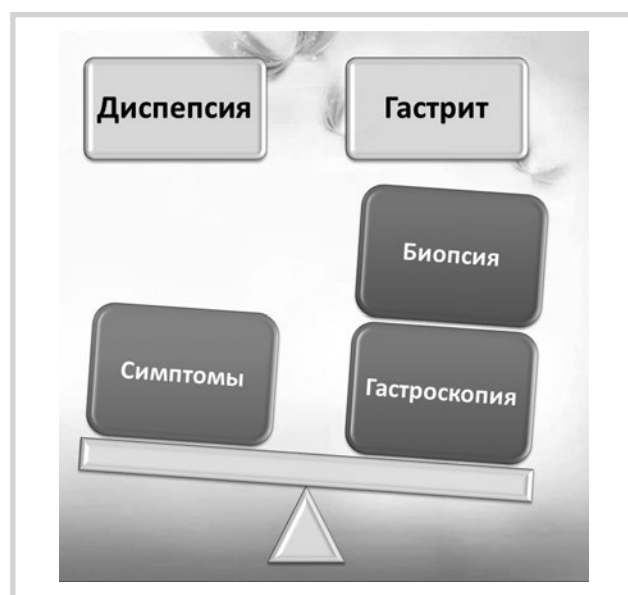 Диспепсия
Гастрит
Биопсия
Симптомы
Гастроскопия